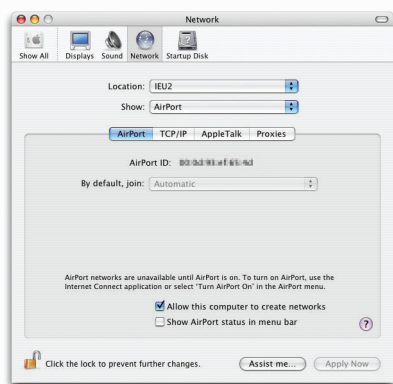 Network
Show All
Displays
Sound
Network
Startup Disk
Location: IEU2
Show: AirPort
AirPort
TCP/IP
AppleTalk
Proxies
AirPort ID:
By default, join: Automatic
AirPort networks are unavailable until AirPort is on. To turn on AirPort, use the
Internet Connect application or select ‘Turn AirPort On’ in the AirPort menu.
Allow this computer to create networks
Show AirPort status in menu bar
?
Click the lock to prevent further changes.
Assist me...
Apply Now